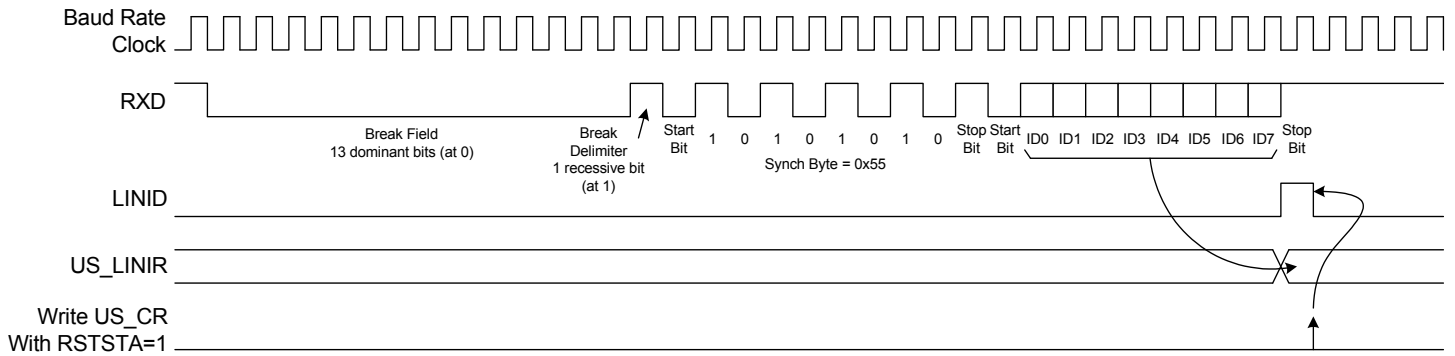 Baud Rate
Clock
RXD
Break Field
13 dominant bits (at 0)
Break
Delimiter
1 recessive bit
(at 1)
Start
Bit
1 0 1 0 1 0 1 0
Synch Byte = 0x55
Stop
Bit
Start
Bit
ID0 ID1 ID2 ID3 ID4 ID5 ID6 ID7
Stop
Bit
LINID
US_LINIR
Write US_CR
With RSTSTA=1